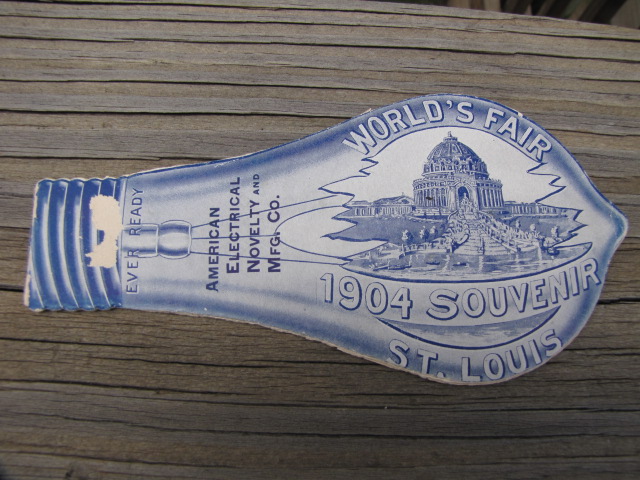 WORLD'S FAIR
1904 SOUVENIR
ST. LOUIS
EVER READY
AMERICAN
ELECTRICAL
NOVELTY AND
MFG. CO.